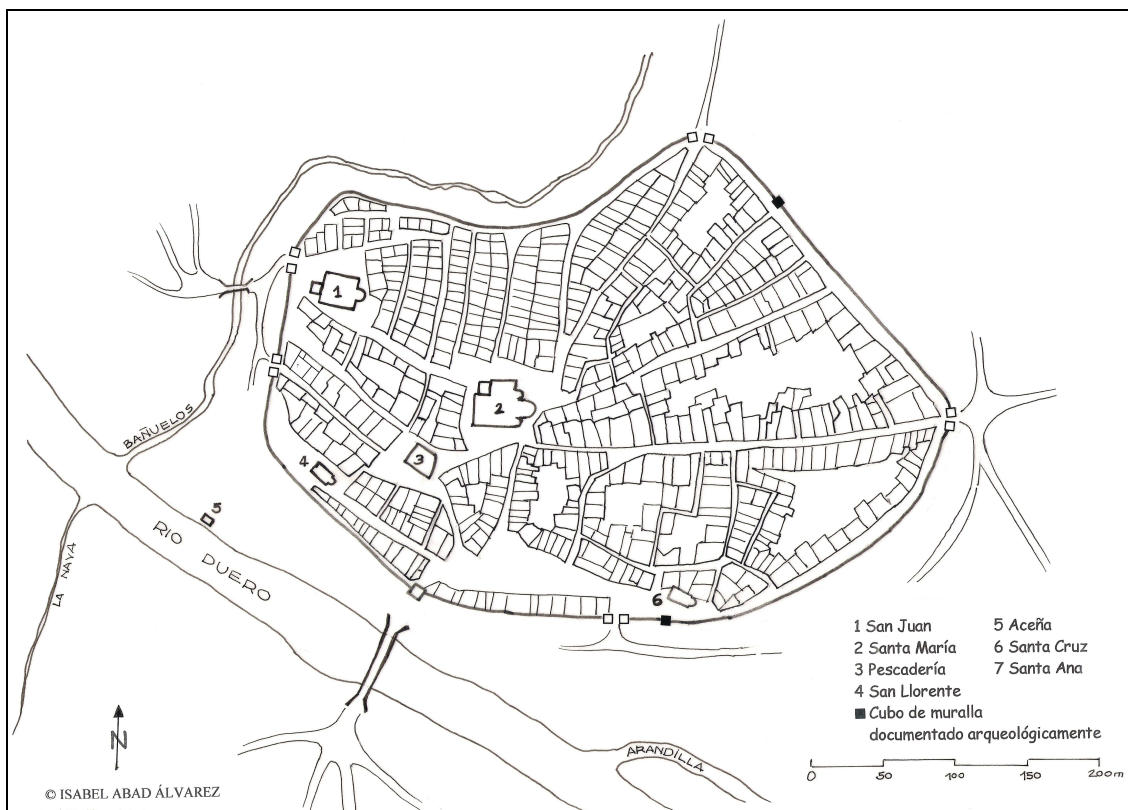 1
2
3
4
5
6
BAÑUELOS
RIO DUERO
LA NAYA
ARANDILLA
N
© ISABEL ABAD ÁLVAREZ
1 San Juan
2 Santa María
3 Pescadería
4 San Llorente
Cubo de muralla
documentado arqueológicamente
5 Aceña
6 Santa Cruz
7 Santa Ana
0 50 100 150 200m